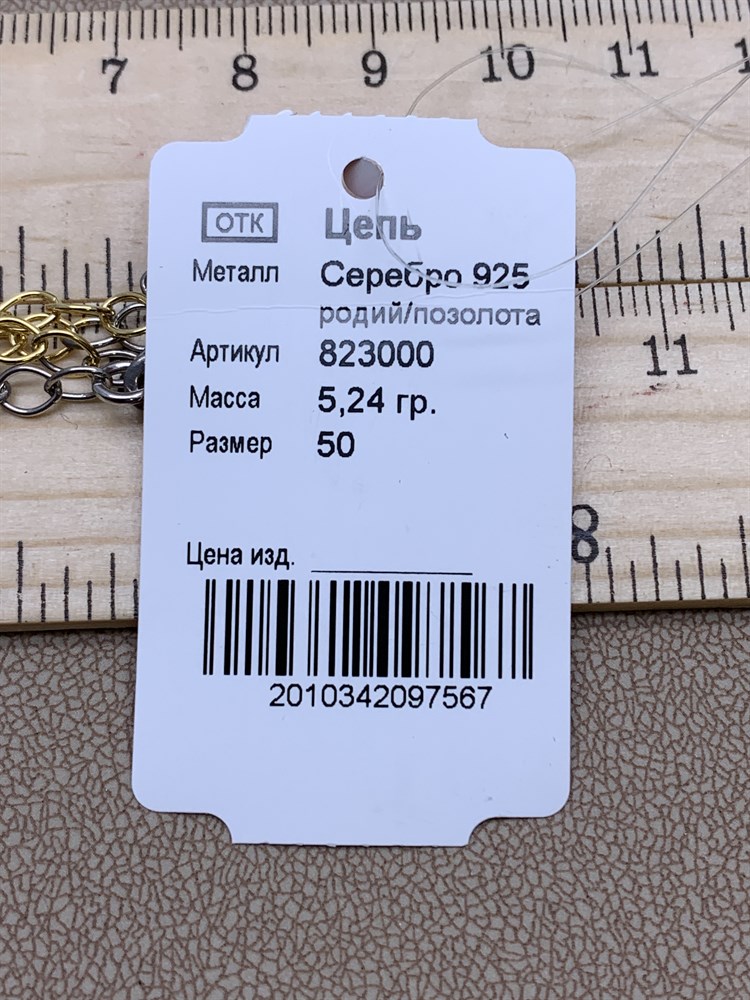 7 8 9 10 11 1
ОТК Цепь
Металл Серебро 925
родий/позолота
Артикул 823000
11
Масса 5,24 гр.
Размер 50
8
Цена изд.
2010342097567